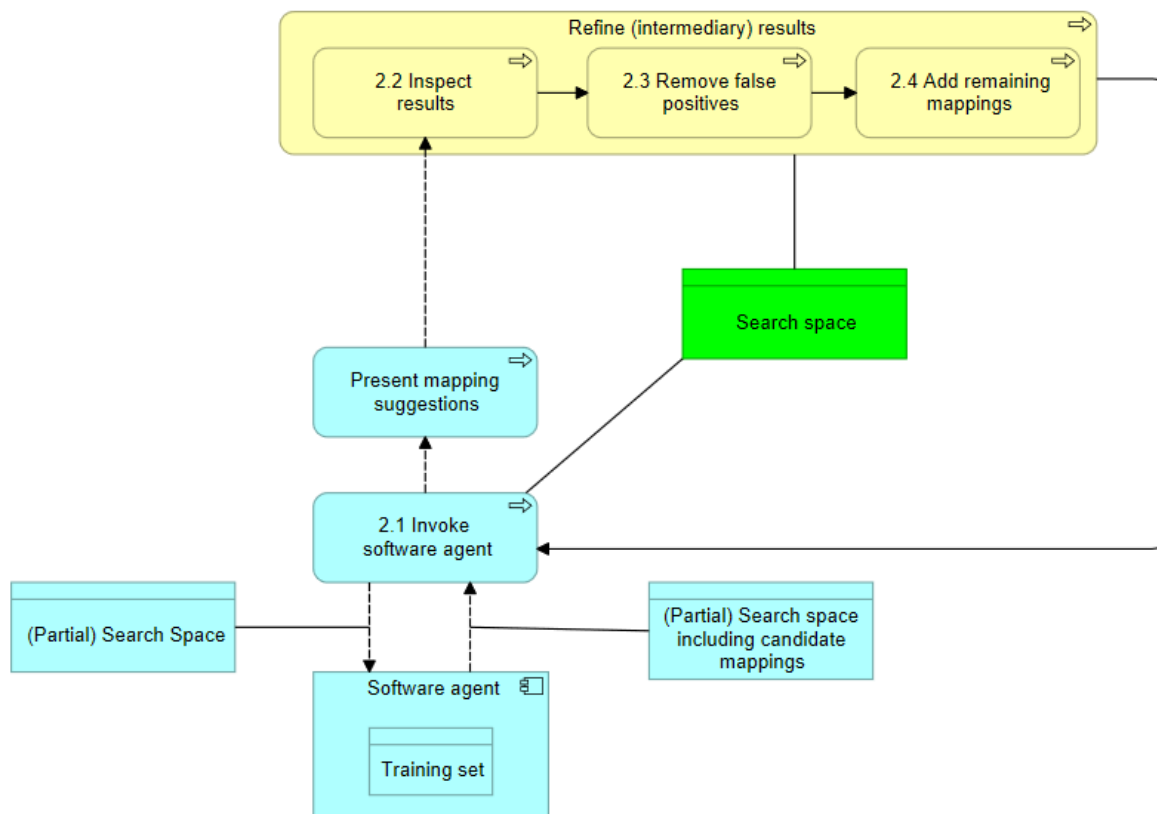 Refine (intermediary) results
2.2 Inspect
results
2.3 Remove false
positives
2.4 Add remaining
mappings
Search space
Present mapping
suggestions
2.1 Invoke
software agent
(Partial) Search Space
(Partial) Search space
including candidate
mappings
Software agent
Training set